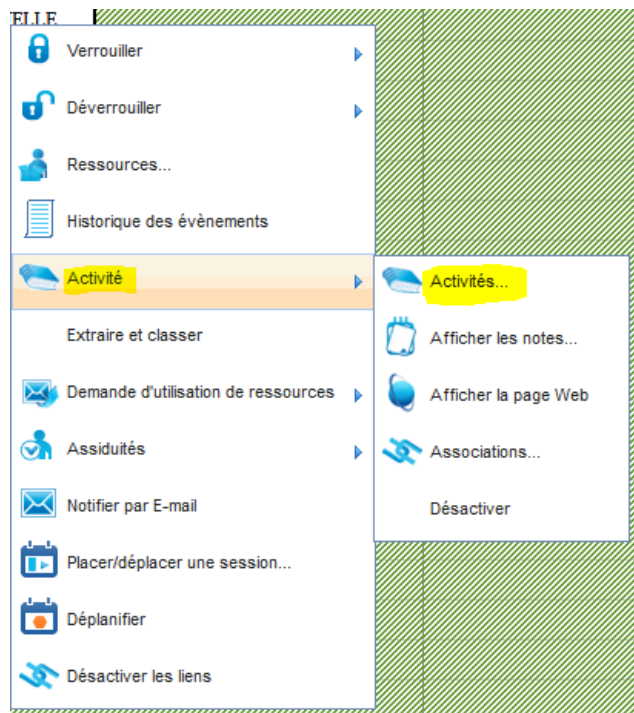 ELLE
Verrouiller
Déverrouiller
Ressources...
Historique des évènements
Activité
Extraire et classer
Demande d'utilisation de ressources
Assiduités
Notifier par E-mail
Placer/déplacer une session...
Déplanifier
Désactiver les liens
Activités...
Afficher les notes...
Afficher la page Web
Associations...
Désactiver